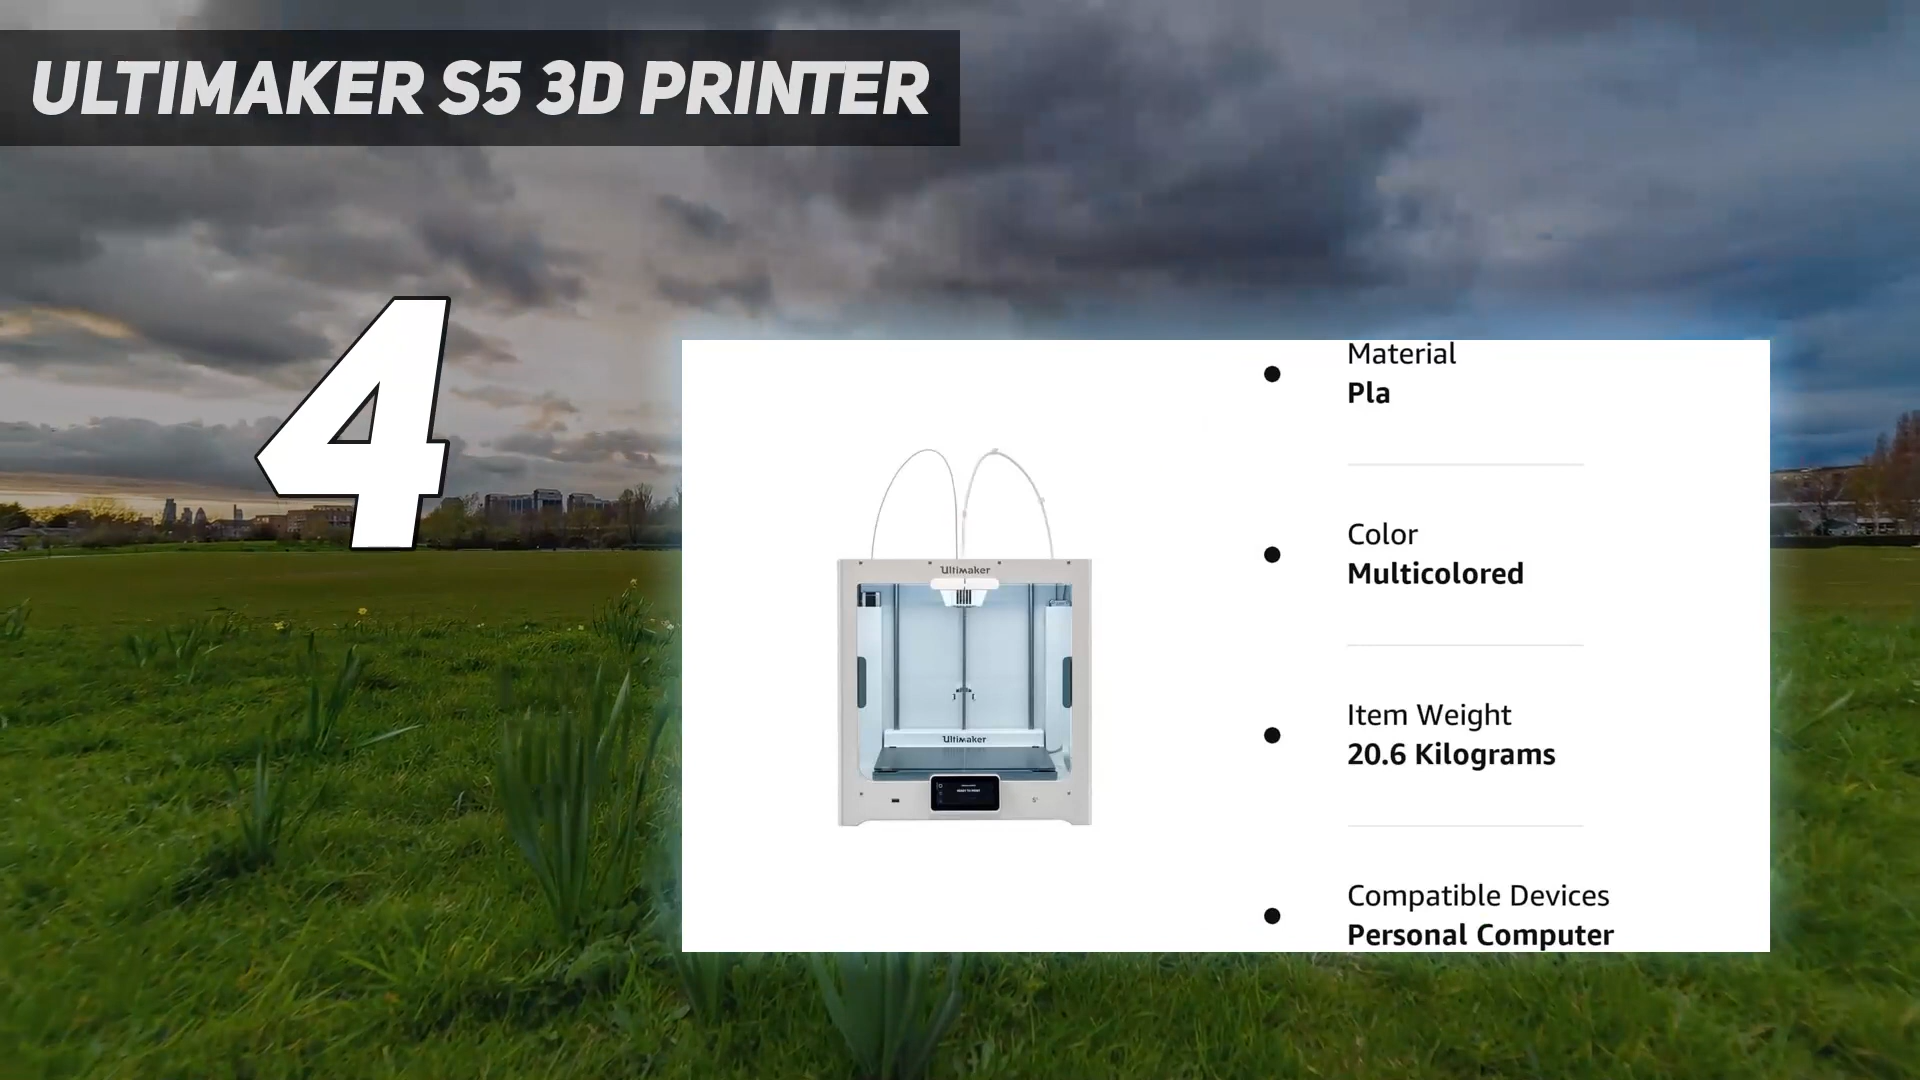 ULTIMAKER S5 3D PRINTER
4
Material
Pla
Color
Multicolored
Item Weight
20.6 Kilograms
Compatible Devices
Personal Computer
Ultimaker
Ultimaker